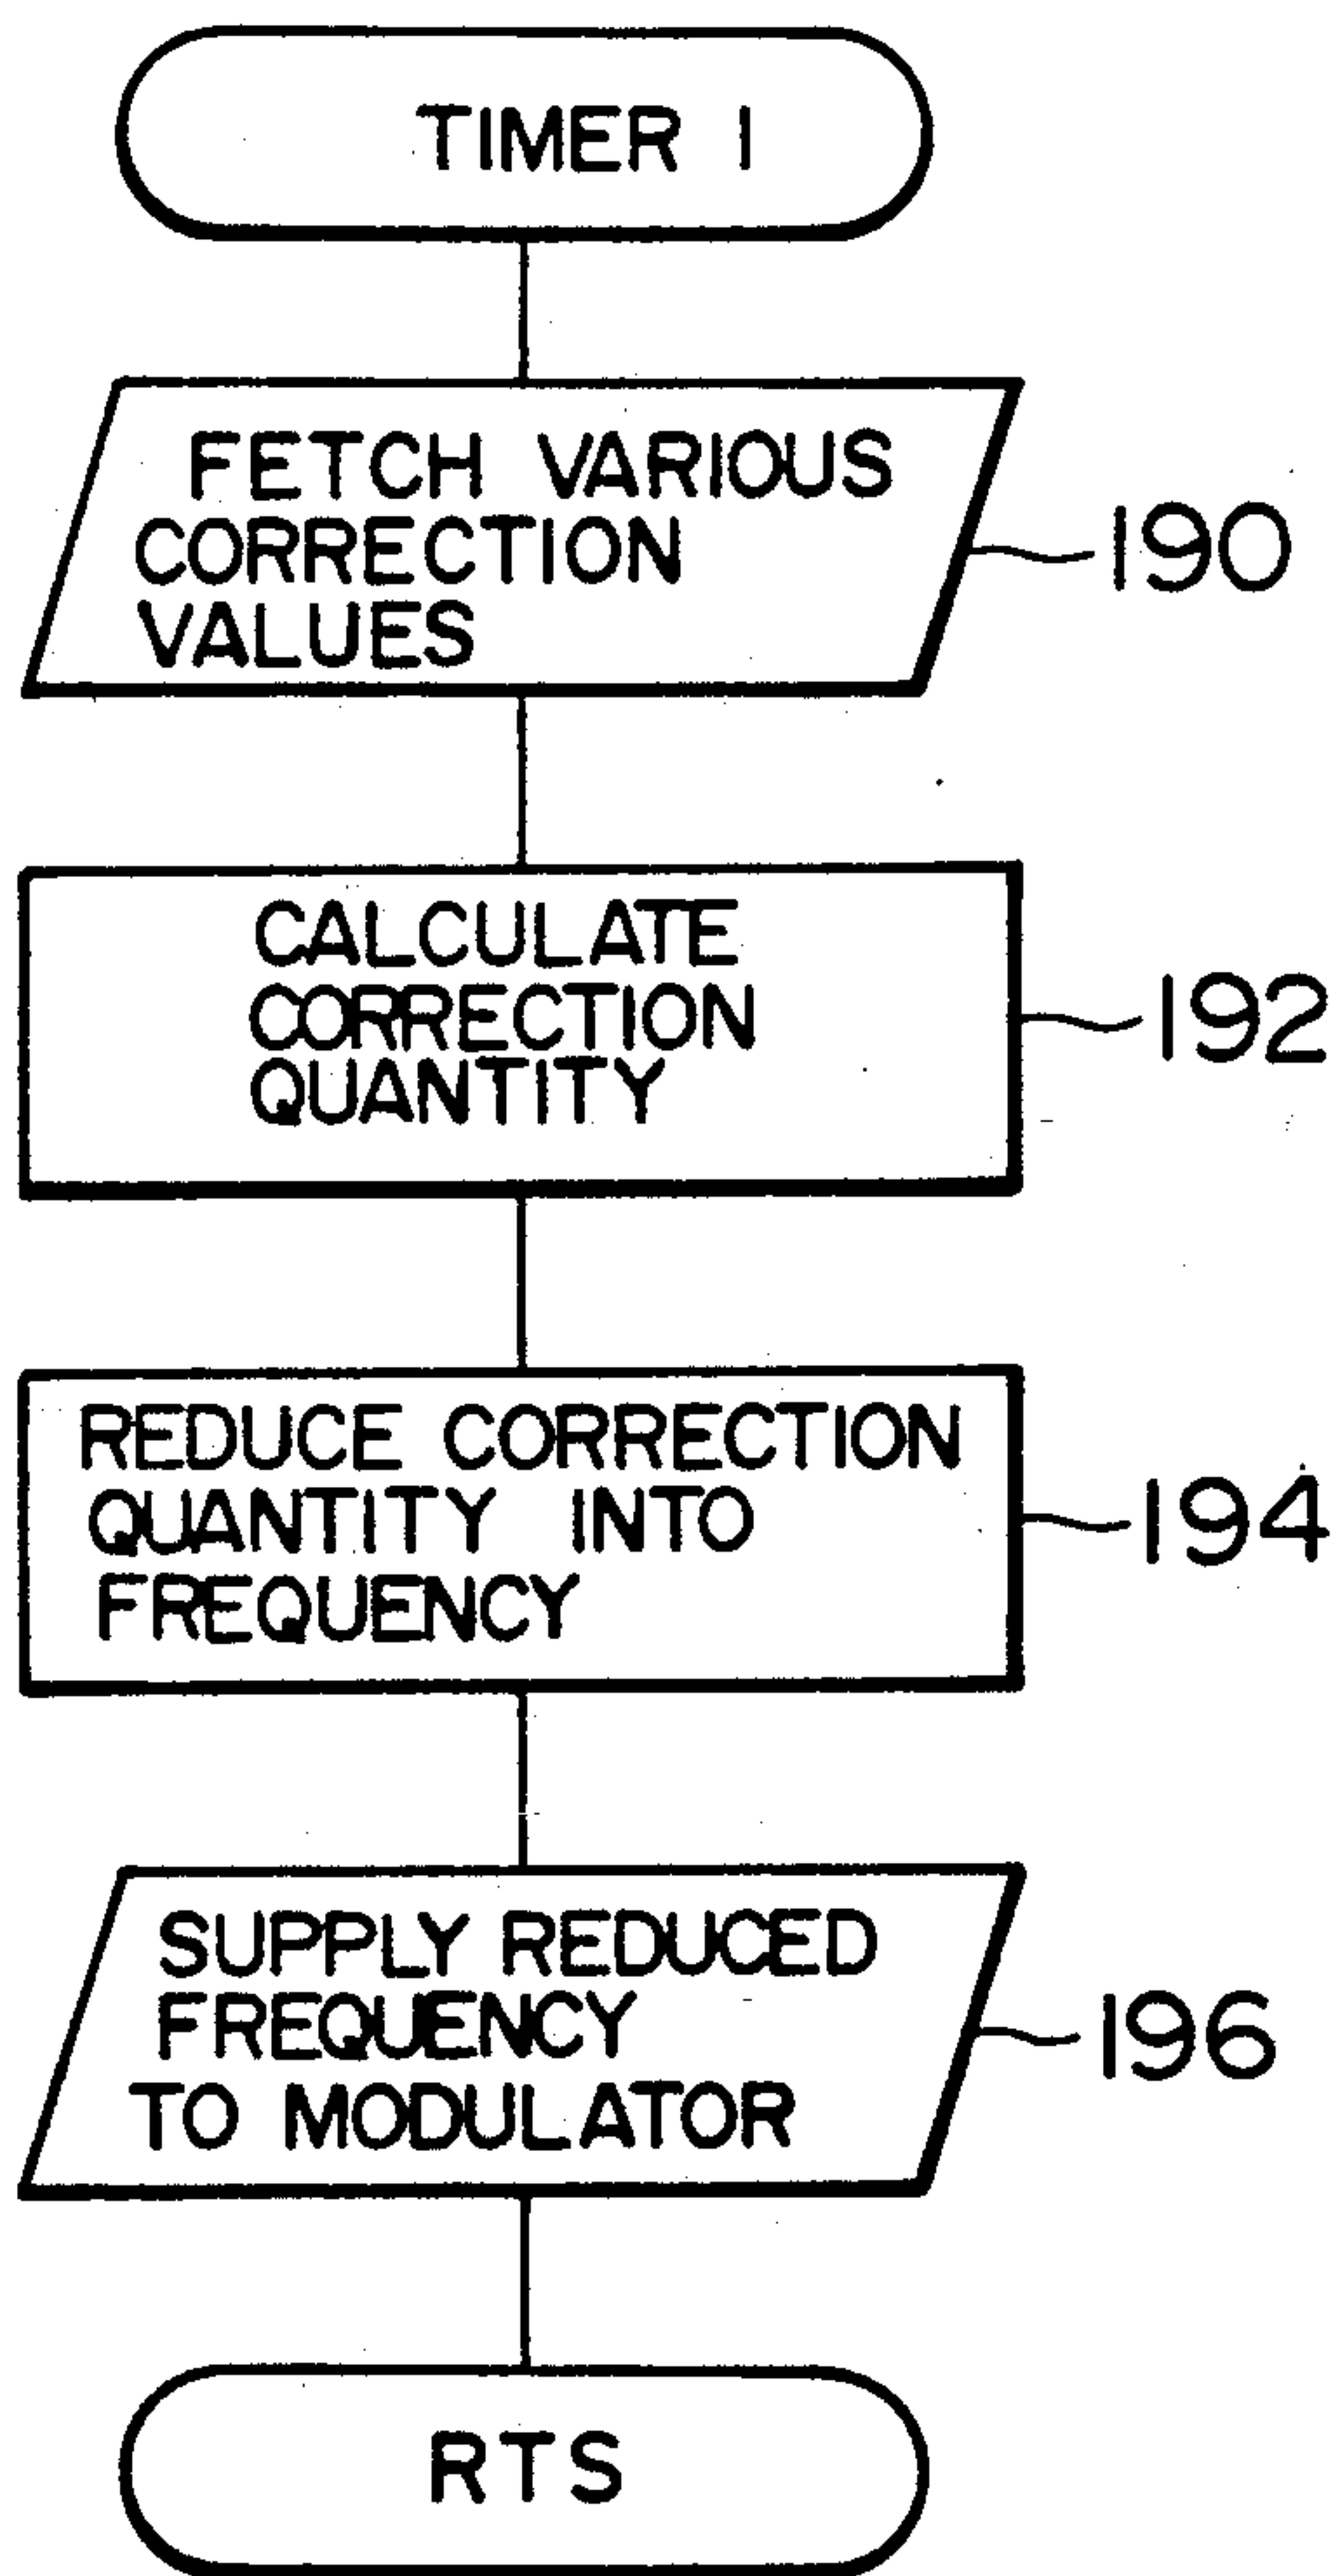 TIMER 1
FETCH VARIOUS
CORRECTION
VALUES
190
CALCULATE
CORRECTION
QUANTITY
192
REDUCE CORRECTION
QUANTITY INTO
FREQUENCY
194
SUPPLY REDUCED
FREQUENCY
TO MODULATOR
196
RTS